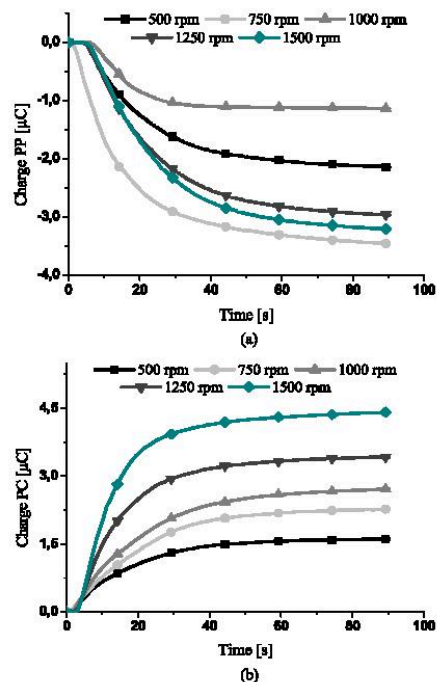 500 rpm 750 rpm 1000 rpm
1250 rpm 1500 rpm
0,0
-1,0
-2,0
-3,0
-4,0
Charge PP [µC]
0 20 40 60 80 100
Time [s]
(a)
500 rpm 750 rpm 1000 rpm
1250 rpm 1500 rpm
4,5
3,0
1,5
0,0
Charge PC [µC]
0 20 40 60 80 100
Time [s]
(b)